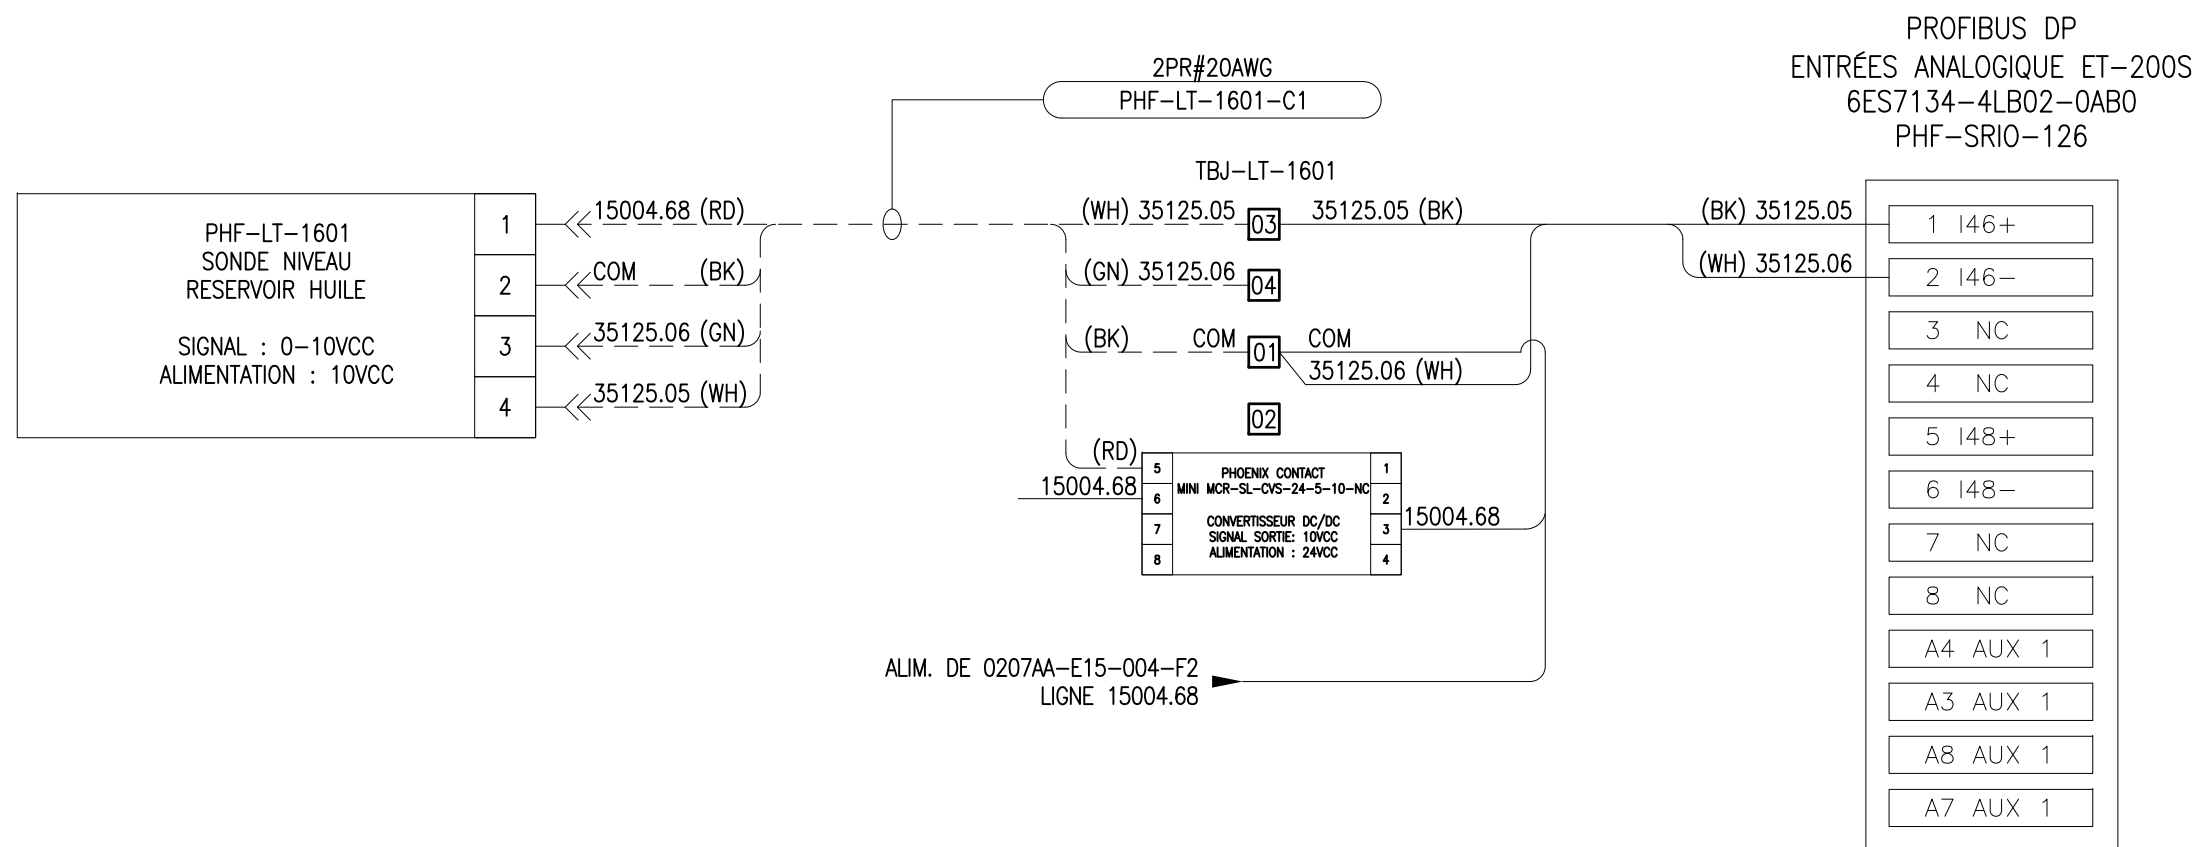 PROFIBUS DP
ENTRÉES ANALOGIQUE ET-200S
6ES7134-4LB02-0AB0
PHF-SRIO-126
2PR#20AWG
PHF-LT-1601-C1
TBJ-LT-1601
PHF-LT-1601
SONDE NIVEAU
RESERVOIR HUILE
SIGNAL : 0-10VCC
ALIMENTATION : 10VCC
1
2
3
4
15004.68 (RD)
COM (BK)
35125.06 (GN)
35125.05 (WH)
(WH) 35125.05 03 35125.05 (BK)
(GN) 35125.06 04
(BK) COM 01 COM
35125.06 (WH)
02
(RD)
15004.68
5
6
7
8
PHOENIX CONTACT
MINI MCR-SL-CVS-24-5-10-NC
CONVERTISSEUR DC/DC
SIGNAL SORTIE: 10VCC
ALIMENTATION : 24VCC
1
2
3
4
15004.68
ALIM. DE 0207AA-E15-004-F2
LIGNE 15004.68
(BK) 35125.05
(WH) 35125.06
1 I46+
2 I46-
3 NC
4 NC
5 I48+
6 I48-
7 NC
8 NC
A4 AUX 1
A3 AUX 1
A8 AUX 1
A7 AUX 1